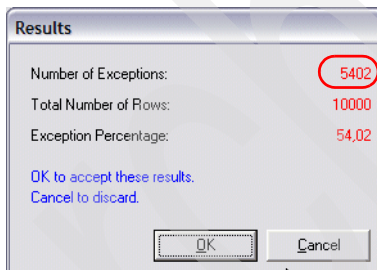 Results
Number of Exceptions: 5402
Total Number of Rows: 10000
Exception Percentage: 54,02
OK to accept these results.
Cancel to discard.
OK Cancel